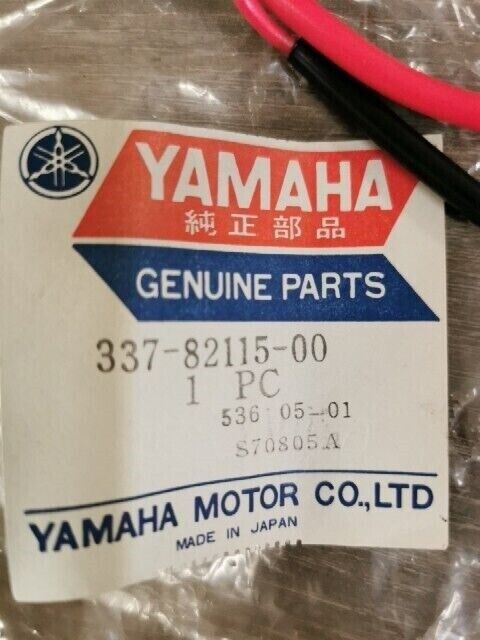 YAMAHA
純正部品
GENUINE PARTS
337-82115-00
1 PC
536 05-01
S70805A
YAMAHA MOTOR CO.,LTD
MADE IN JAPAN